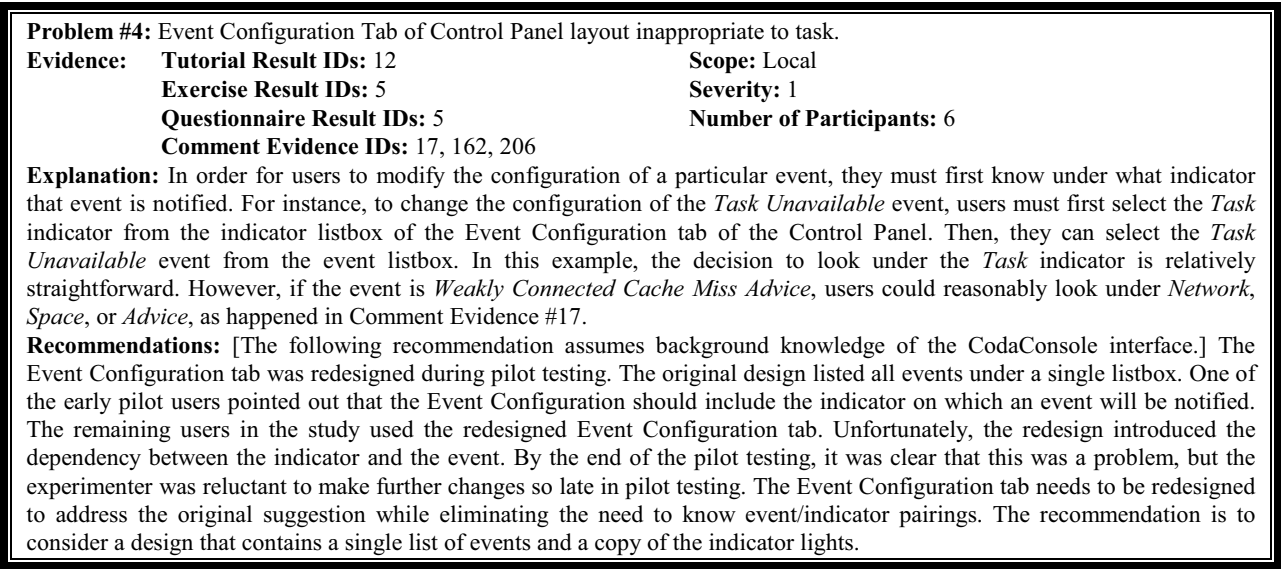 Problem #4: Event Configuration Tab of Control Panel layout inappropriate to task.
Evidence: Tutorial Result IDs: 12 Scope: Local
Exercise Result IDs: 5 Severity: 1
Questionnaire Result IDs: 5 Number of Participants: 6
Comment Evidence IDs: 17, 162, 206
Explanation: In order for users to modify the configuration of a particular event, they must first know under what indicator
that event is notified. For instance, to change the configuration of the Task Unavailable event, users must first select the Task
indicator from the indicator listbox of the Event Configuration tab of the Control Panel. Then, they can select the Task
Unavailable event from the event listbox. In this example, the decision to look under the Task indicator is relatively
straightforward. However, if the event is Weakly Connected Cache Miss Advice, users could reasonably look under Network,
Space, or Advice, as happened in Comment Evidence #17.
Recommendations: [The following recommendation assumes background knowledge of the CodaConsole interface.] The
Event Configuration tab was redesigned during pilot testing. The original design listed all events under a single listbox. One of
the early pilot users pointed out that the Event Configuration should include the indicator on which an event will be notified.
The remaining users in the study used the redesigned Event Configuration tab. Unfortunately, the redesign introduced the
dependency between the indicator and the event. By the end of the pilot testing, it was clear that this was a problem, but the
experimenter was reluctant to make further changes so late in pilot testing. The Event Configuration tab needs to be redesigned
to address the original suggestion while eliminating the need to know event/indicator pairings. The recommendation is to
consider a design that contains a single list of events and a copy of the indicator lights.